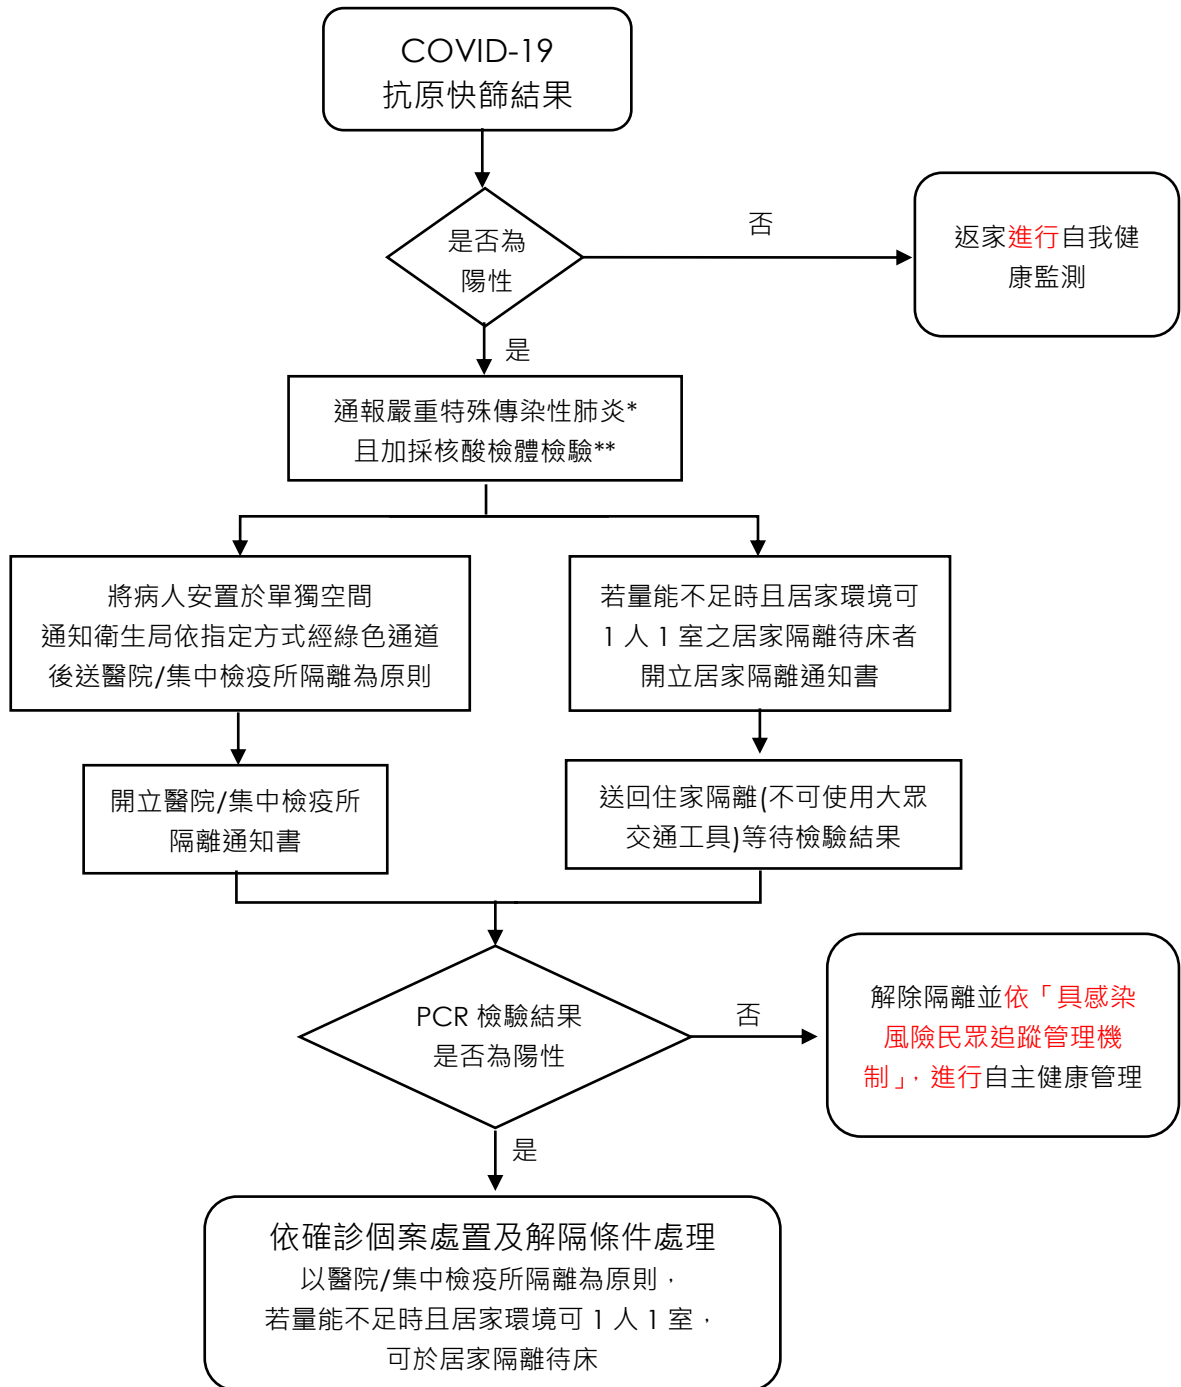 COVID-19
抗原快篩結果
是否為
陽性
否
返家進行自我健
康監測
是
通報嚴重特殊傳染性肺炎*
且加採核酸檢體檢驗**
將病人安置於單獨空間
通知衛生局依指定方式經綠色通道
後送醫院/集中檢疫所隔離為原則
若量能不足時且居家環境可
1 人 1 室之居家隔離待床者
開立居家隔離通知書
開立醫院/集中檢疫所
隔離通知書
送回住家隔離(不可使用大眾
交通工具)等待檢驗結果
PCR 檢驗結果
是否為陽性
否
解除隔離並依「具感染
風險民眾追蹤管理機
制」，進行自主健康管理
是
依確診個案處置及解隔條件處理
以醫院/集中檢疫所隔離為原則，
若量能不足時且居家環境可 1 人 1 室，
可於居家隔離待床